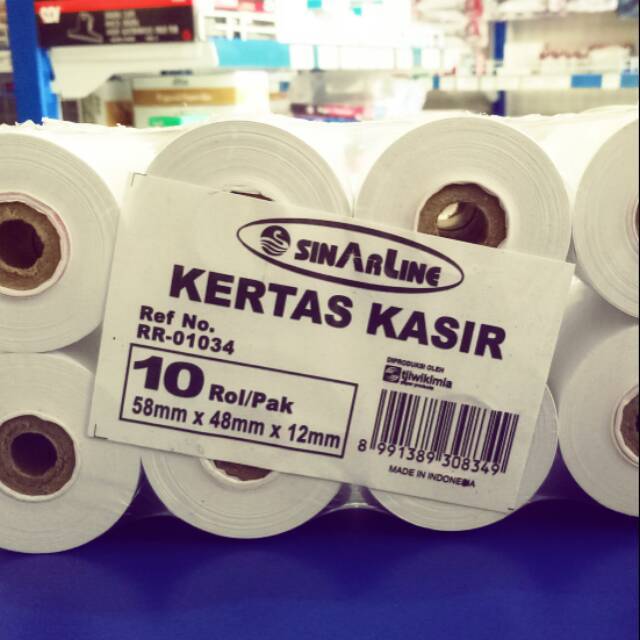 SINARLINE
KERTAS KASIR
Ref No.
RR-01034
10 Rol/Pak
58mm x 48mm x 12mm
DIPRODUKSI OLEH
tjiwikimia
8 991389 308349
MADE IN INDONESIA